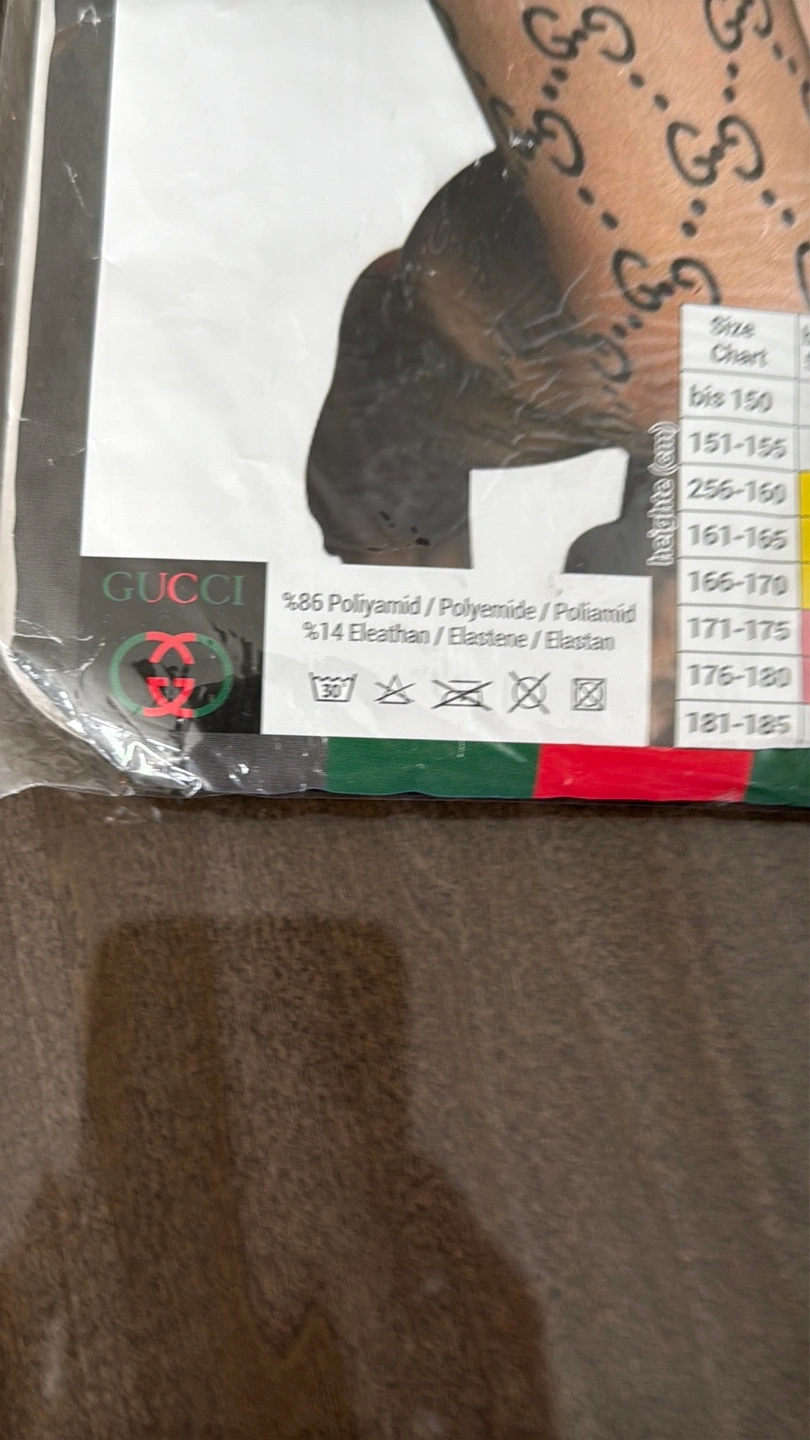 Size
Chart
bis 150
151-155
256-160
161-165
166-170
171-175
176-180
181-185
heights (cm)
GUCCI
%86 Poliyamid / Polyemide / Poliamid
%14 Eleathan / Elastene / Elastan
30°